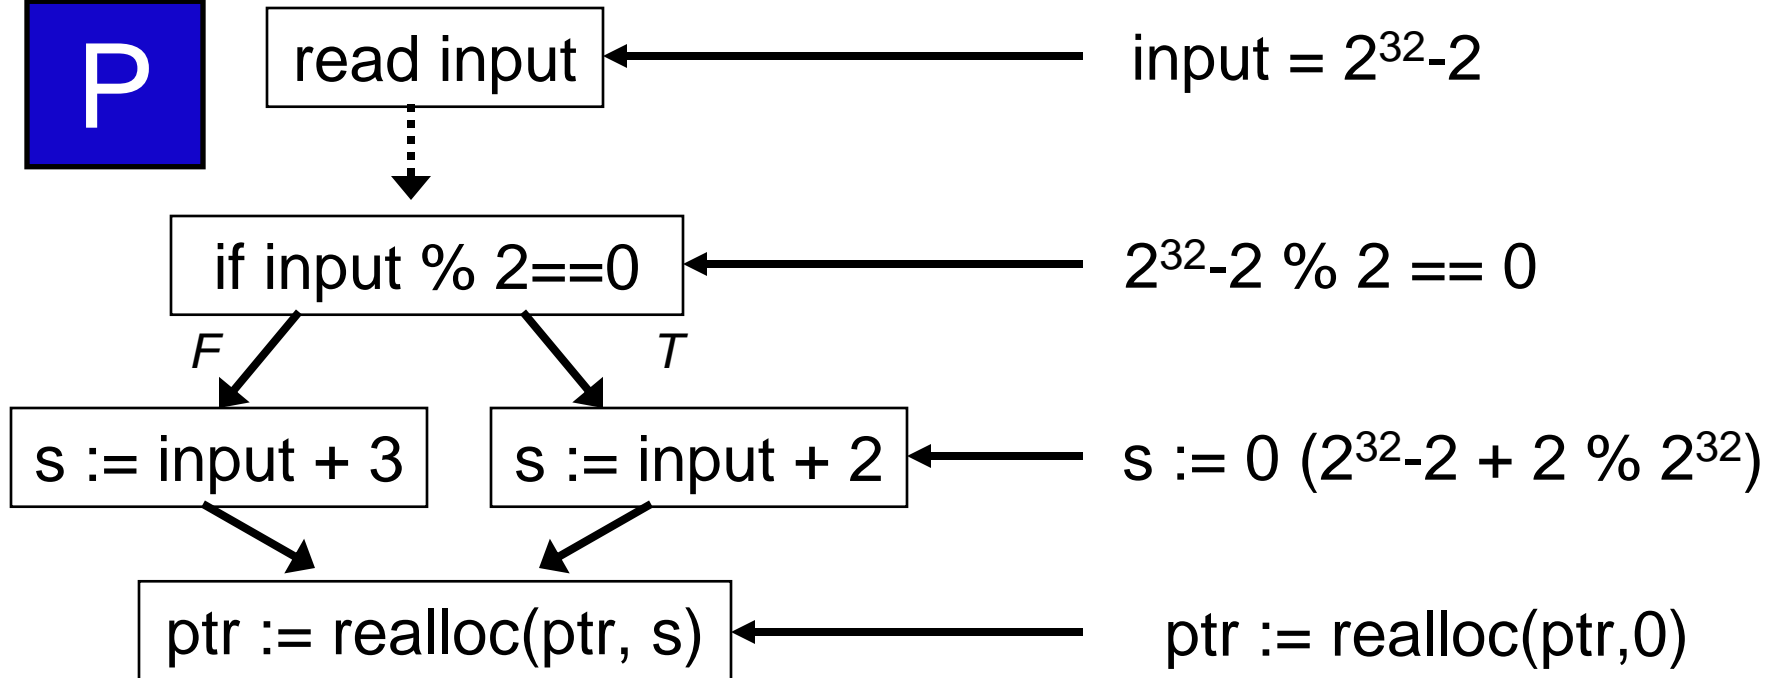 P
read input
input = 2³²-2
if input % 2==0
2³²-2 % 2 == 0
F
T
s := input + 3
s := input + 2
s := 0 (2³²-2 + 2 % 2³²)
ptr := realloc(ptr, s)
ptr := realloc(ptr,0)